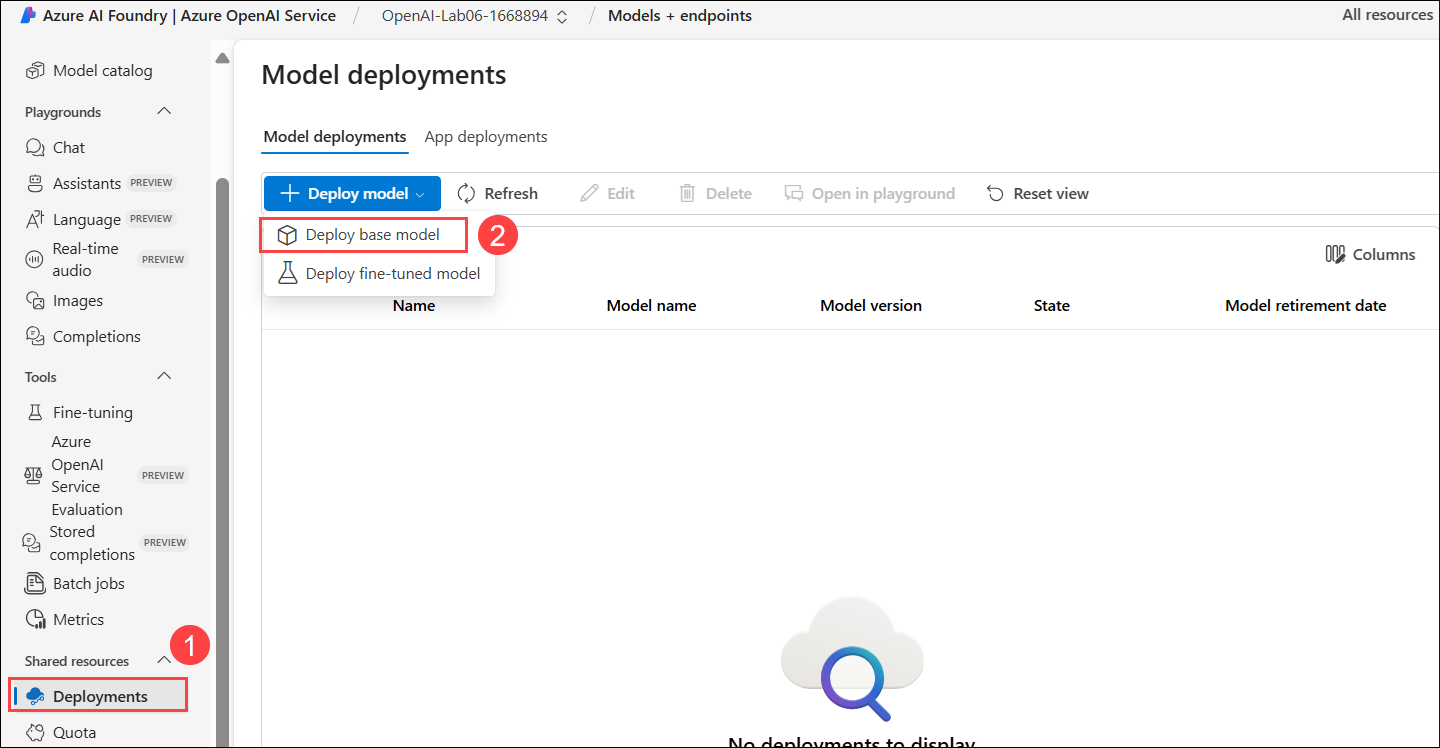 Azure AI Foundry | Azure OpenAI Service / OpenAI-Lab06-1668894 / Models + endpoints
All resources
Model catalog
Playgrounds
Chat
Assistants PREVIEW
Language PREVIEW
Real-time
audio
PREVIEW
Images
Completions
Tools
Fine-tuning
Azure
OpenAI
Service
Evaluation
PREVIEW
Stored
completions
PREVIEW
Batch jobs
Metrics
1
Shared resources
Deployments
Quota
Model deployments
Model deployments App deployments
Deploy model Refresh Edit Delete Open in playground Reset view
Deploy base model
2
Deploy fine-tuned model
Columns
Name Model name Model version State Model retirement date
No deployments to display